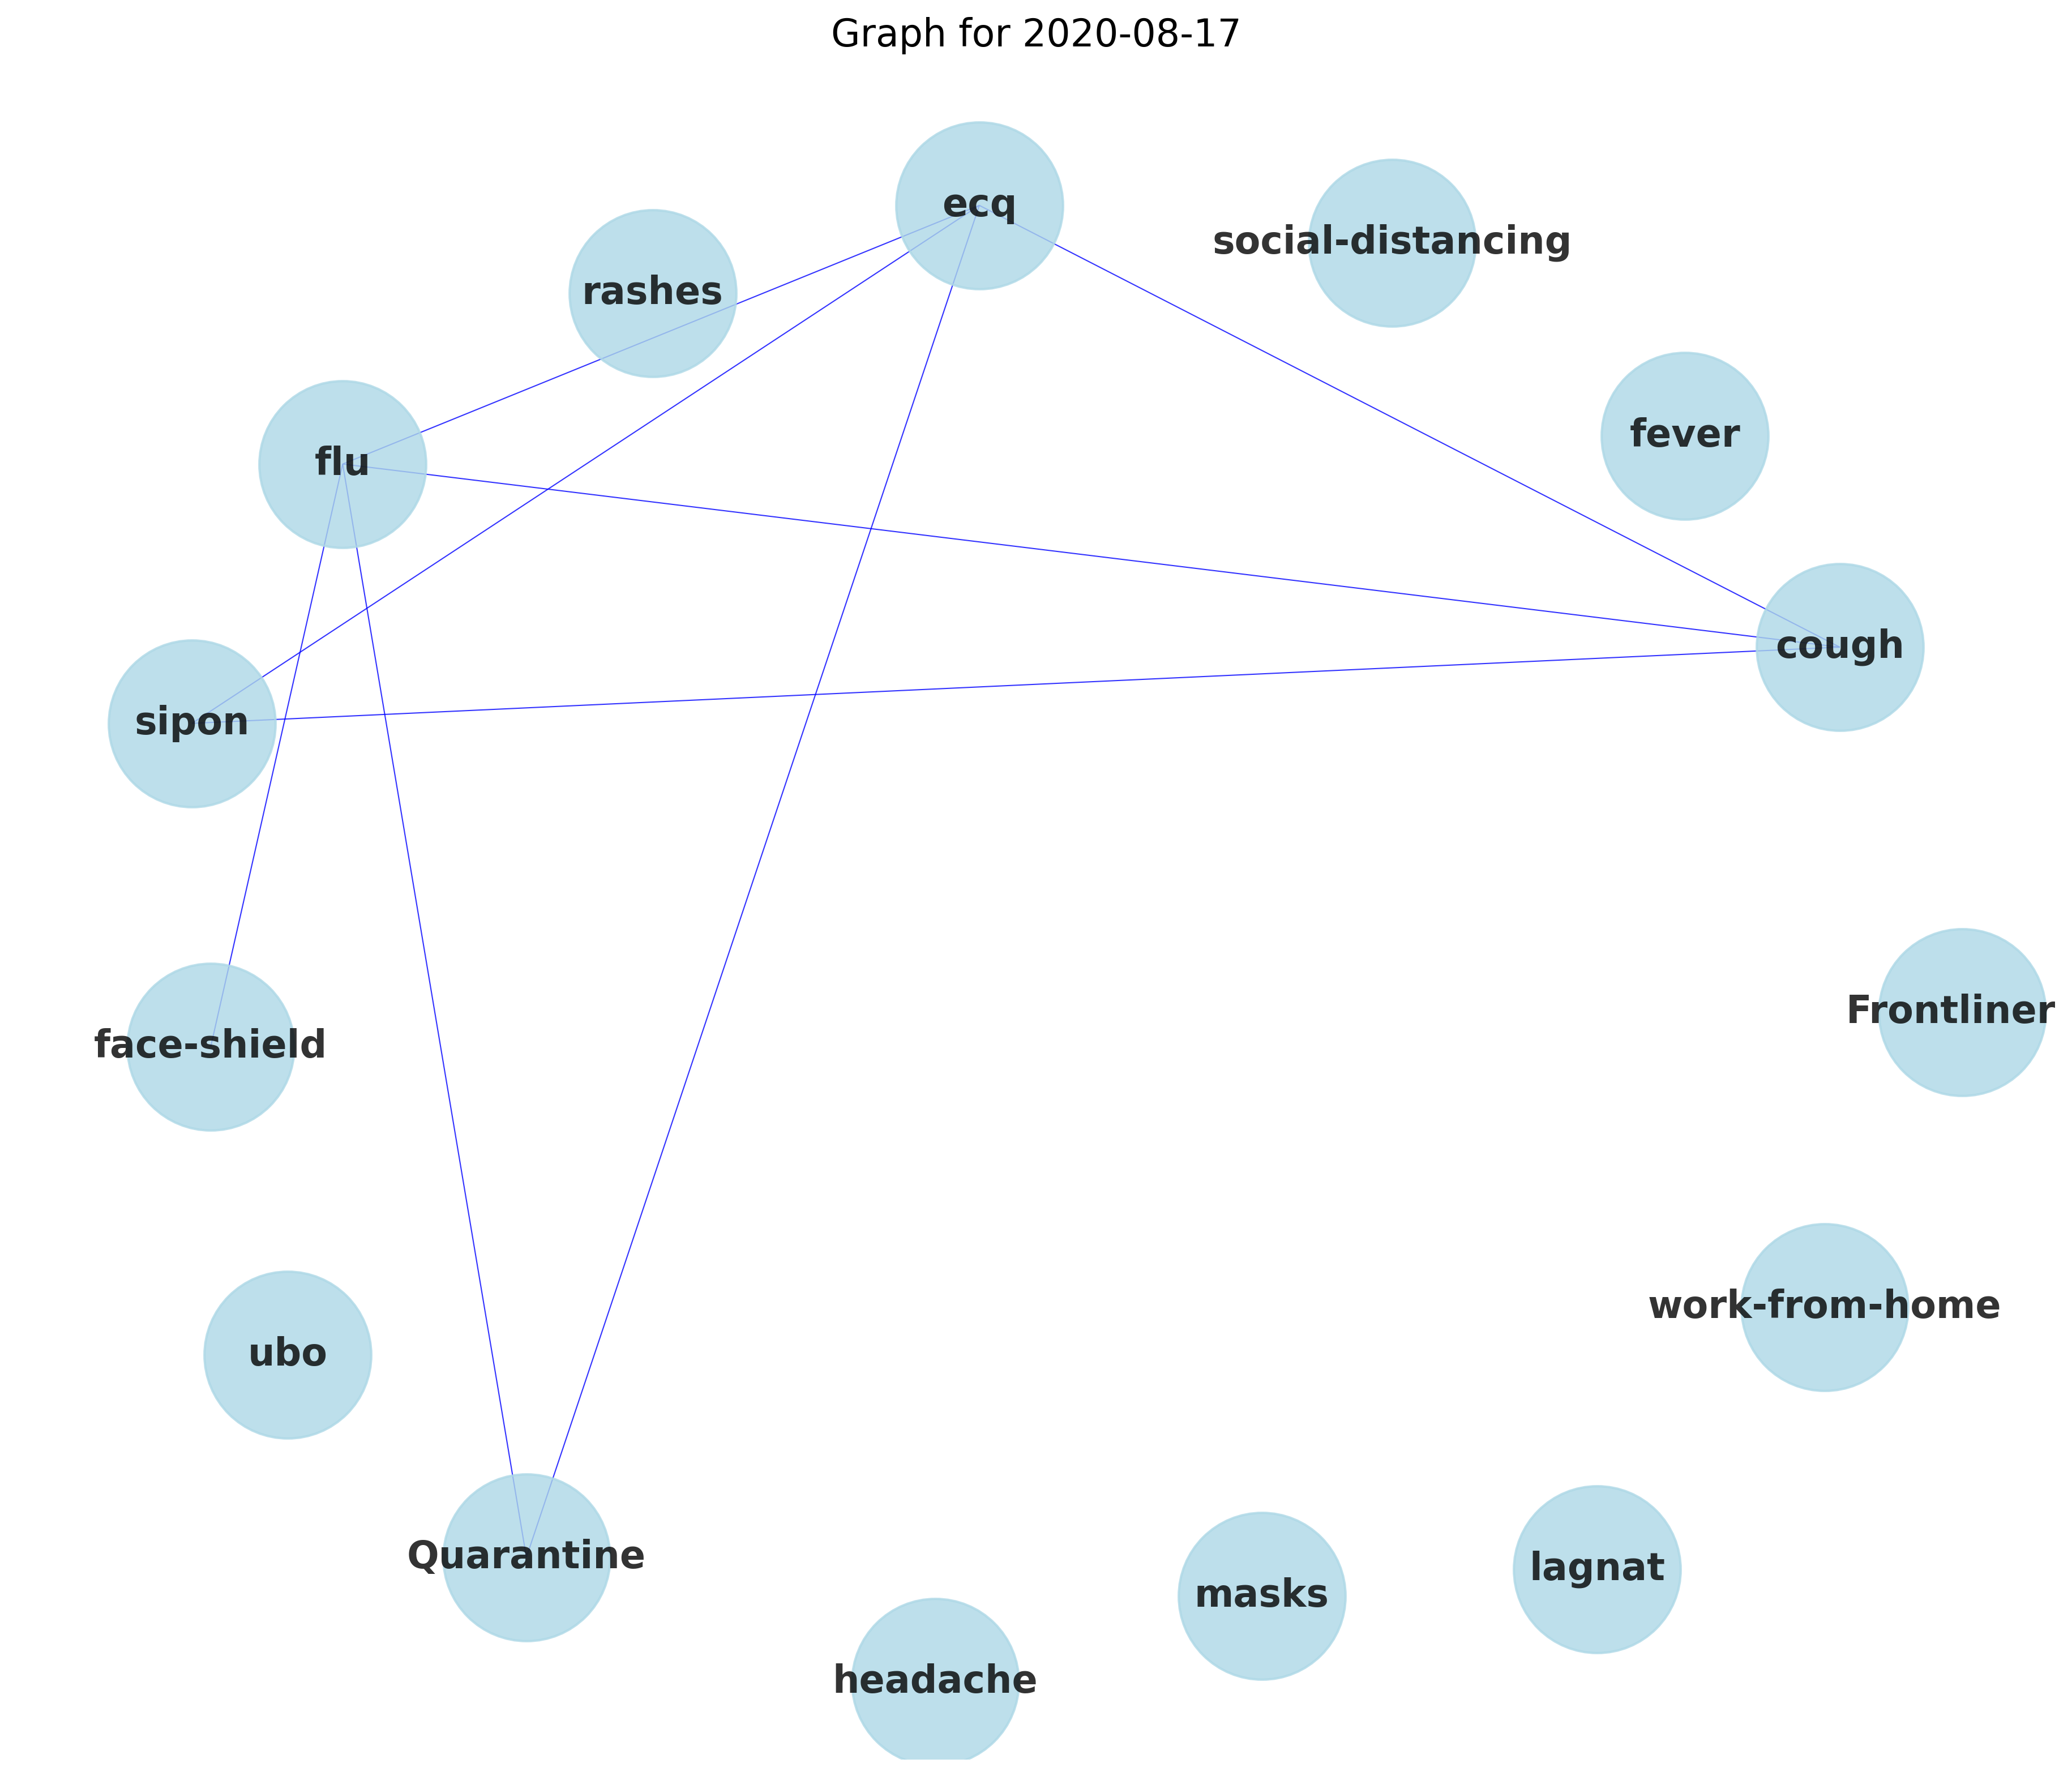 Graph for 2020-08-17
ecq
social-distancing
rashes
fever
flu
cough
sipon
Frontliner
face-shield
work-from-home
ubo
Quarantine
lagnat
masks
headache